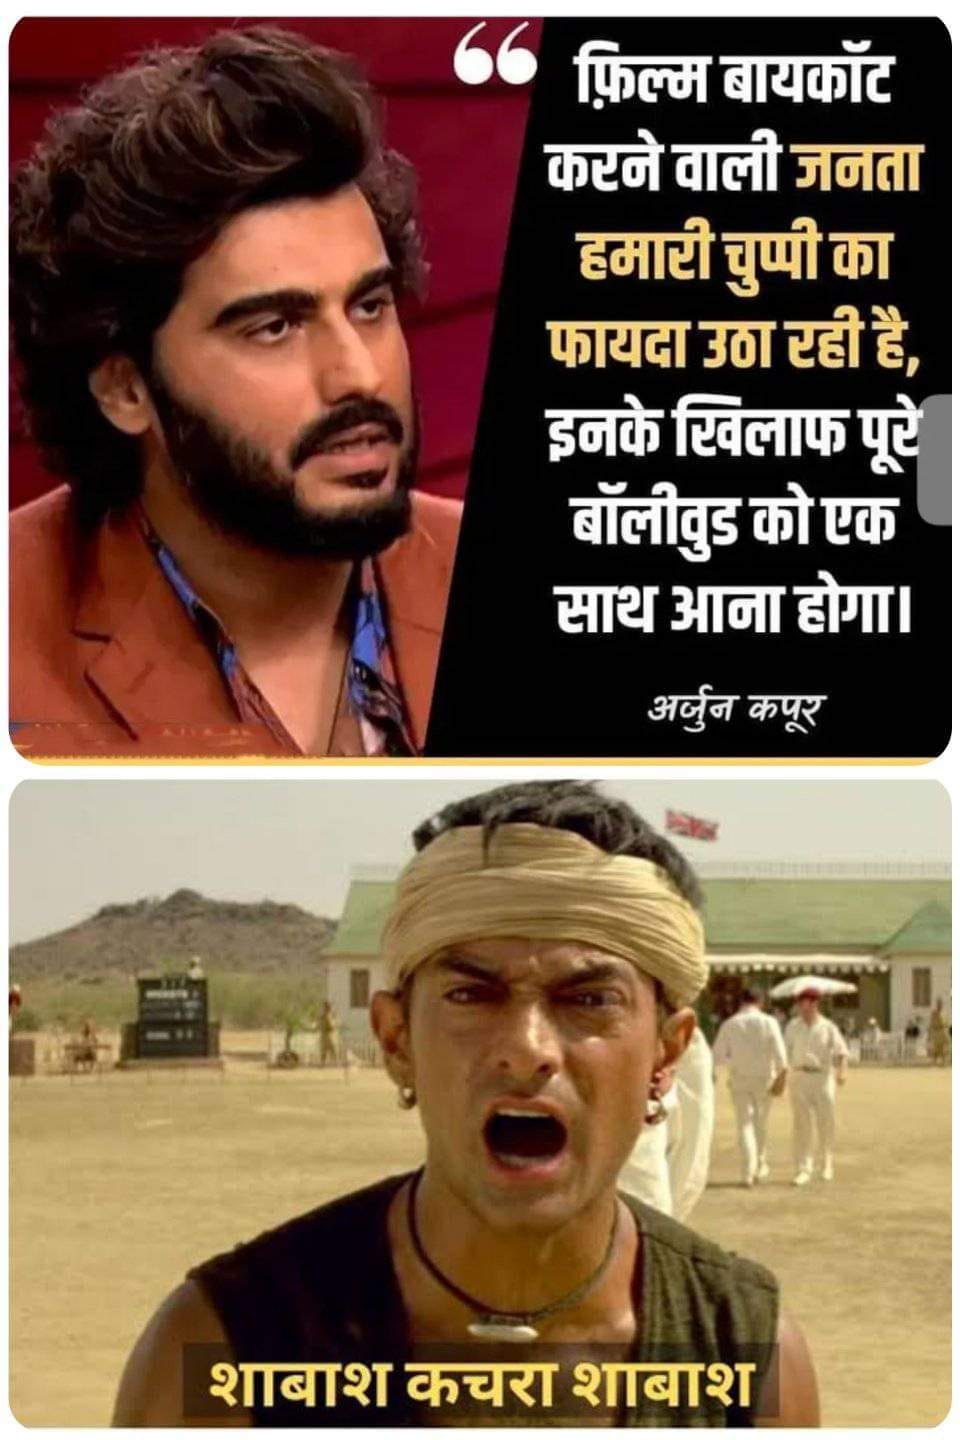 फ़िल्म बायकॉट
करने वाली जनता
हमारी चुप्पी का
फायदा उठा रही है,
इनके खिलाफ पूरे
बॉलीवुड को एक
साथ आना होगा।
अर्जुन कपूर
शाबाश कचरा शाबाश